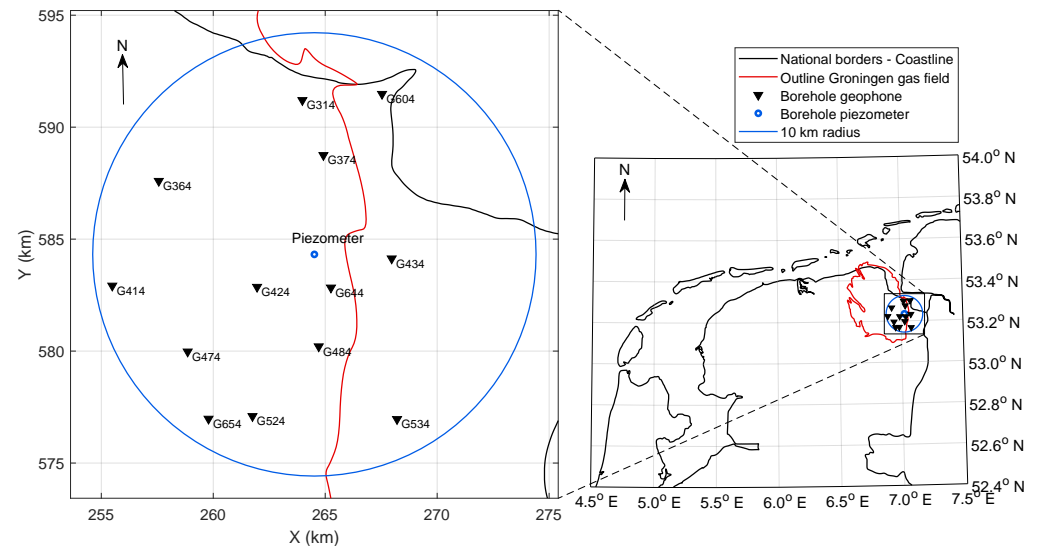 595
590
585
580
575
Y (km)
255
260
265
270
275
X (km)
N
G314
G604
G374
G364
Piezometer
G434
G414
G424
G644
G474
G484
G654
G524
G534
National borders - Coastline
Outline Groningen gas field
Borehole geophone
Borehole piezometer
10 km radius
N
54.0° N
53.8° N
53.6° N
53.4° N
53.2° N
53.0° N
52.8° N
52.6° N
52.4° N
4.5° E
5.0° E
5.5° E
6.0° E
6.5° E
7.0° E
7.5° E